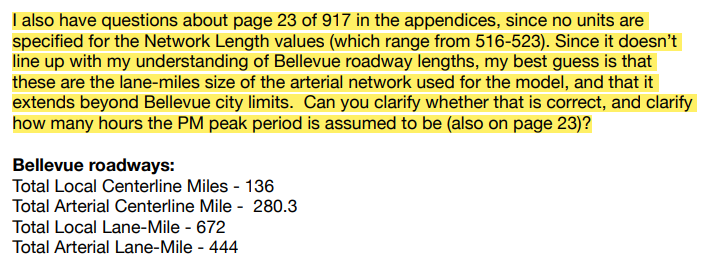 I also have questions about page 23 of 917 in the appendices, since no units are
specified for the Network Length values (which range from 516-523). Since it doesn’t
line up with my understanding of Bellevue roadway lengths, my best guess is that
these are the lane-miles size of the arterial network used for the model, and that it
extends beyond Bellevue city limits.  Can you clarify whether that is correct, and clarify
how many hours the PM peak period is assumed to be (also on page 23)?
Bellevue roadways:
Total Local Centerline Miles - 136
Total Arterial Centerline Mile -  280.3
Total Local Lane-Mile - 672
Total Arterial Lane-Mile - 444